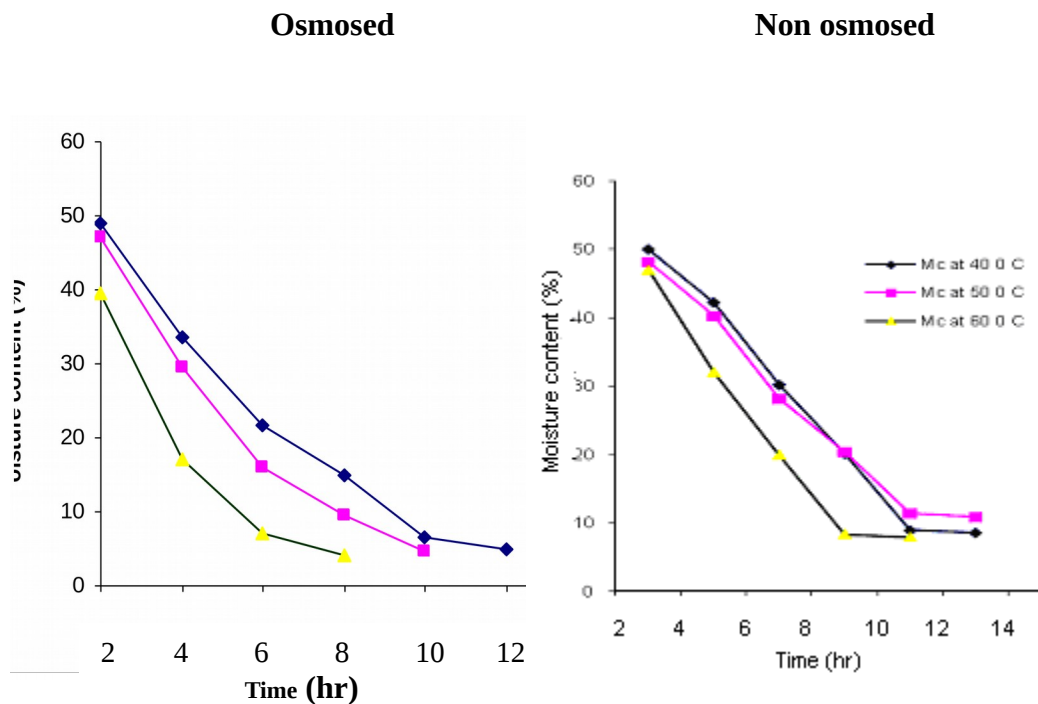 Osmosed
Non osmosed
60
50
40
30
20
10
0
2 4 6 8 10 12
Time (hr)
60
50
40
30
20
10
0
Moisture content (%)
Mc at 40 0 C
Mc at 50 0 C
Mc at 60 0 C
2 4 6 8 10 12 14
Time (hr)
content (%)